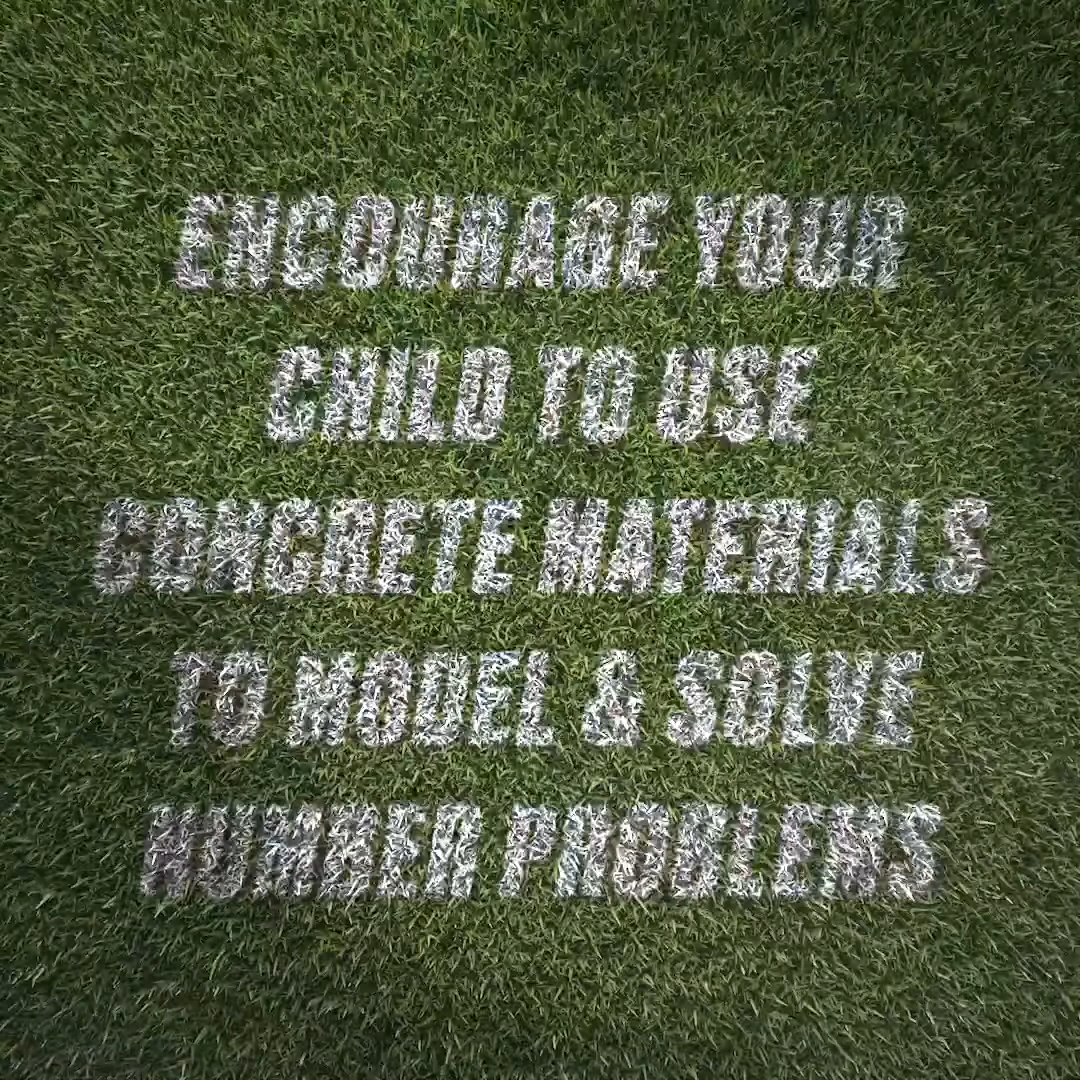 ENCOURAGE YOUR
CHILD TO USE
CONCRETE MATERIALS
TO MODEL & SOLVE
NUMBER PROBLEMS